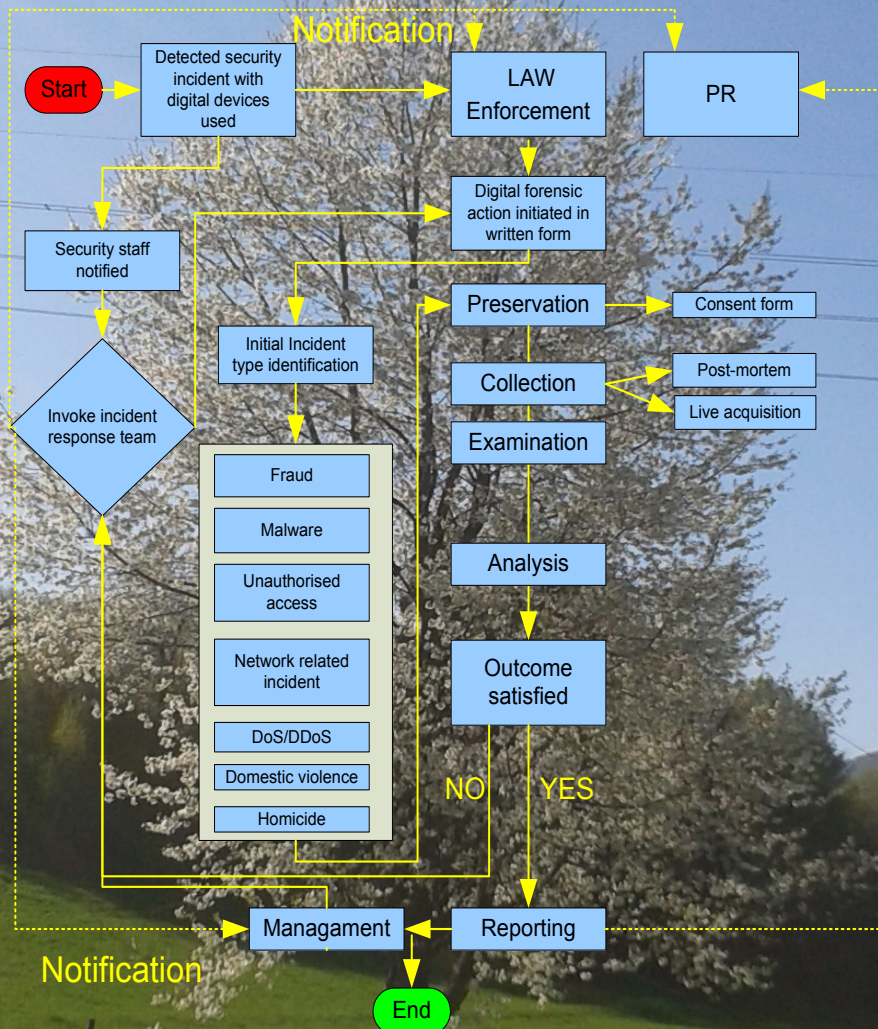 Notification
Start
Detected security
incident with
digital devices
used
LAW
Enforcement
PR
Digital forensic
action initiated in
written form
Security staff
notified
Preservation
Consent form
Initial Incident
type identification
Collection
Post-mortem
Live acquisition
Invoke incident
response team
Examination
Fraud
Malware
Unauthorised
access
Analysis
Network related
incident
Outcome
satisfied
DoS/DDoS
Domestic violence
NO
YES
Homicide
Managament
Reporting
Notification
End